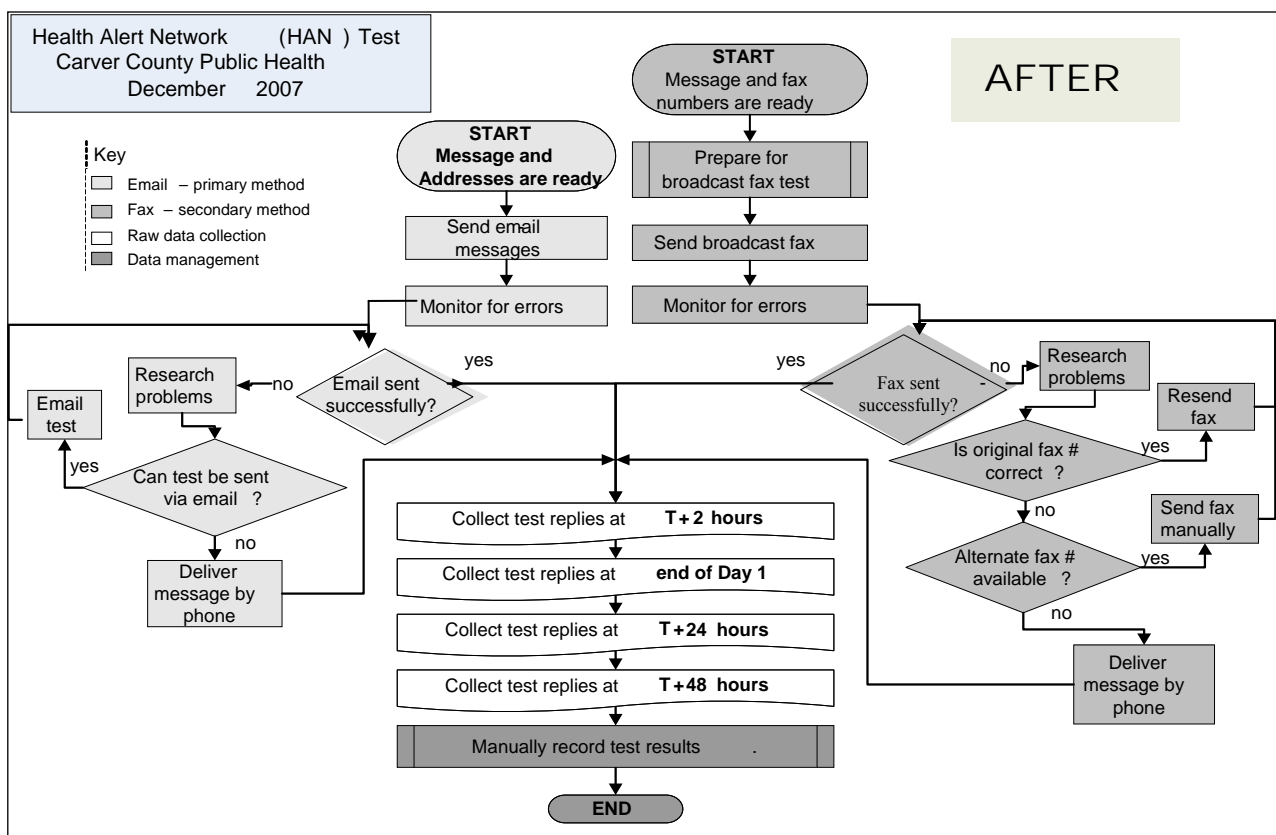 Health Alert Network (HAN ) Test
Carver County Public Health
December 2007
AFTER
Key
Email – primary method
Fax – secondary method
Raw data collection
Data management
START
Message and
Addresses are ready
Send email
messages
Monitor for errors
START
Message and fax
numbers are ready
Prepare for
broadcast fax test
Send broadcast fax
Monitor for errors
Email sent
successfully?
yes
no
Research
problems
Email
test
yes
Can test be sent
via email ?
no
Deliver
message by
phone
yes
Fax sent -
successfully?
no
Research
problems
Resend
fax
Is original fax #
correct ?
yes
no
Send fax
manually
Alternate fax #
available ?
yes
no
Deliver
message by
phone
Collect test replies at T+2 hours
Collect test replies at end of Day 1
Collect test replies at T+24 hours
Collect test replies at T+48 hours
Manually record test results .
END